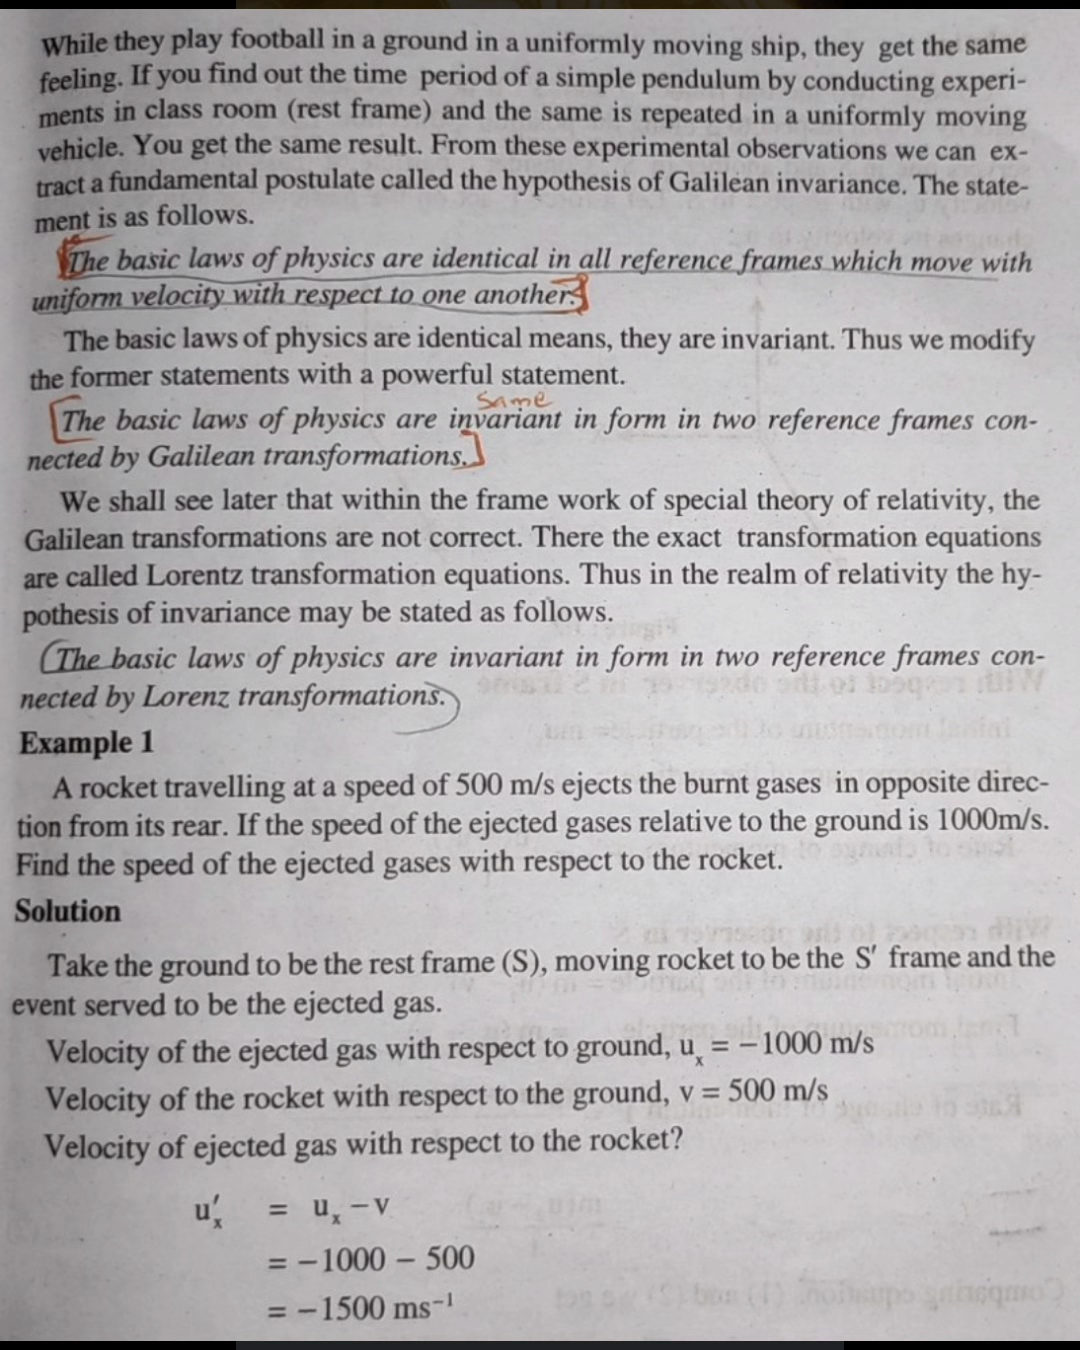 While they play football in a ground in a uniformly moving ship, they get the same
feeling. If you find out the time period of a simple pendulum by conducting experi-
ments in class room (rest frame) and the same is repeated in a uniformly moving
vehicle. You get the same result. From these experimental observations we can ex-
tract a fundamental postulate called the hypothesis of Galilean invariance. The state-
ment is as follows.
The basic laws of physics are identical in all reference frames which move with
uniform velocity with respect to one another.
The basic laws of physics are identical means, they are invariant. Thus we modify
the former statements with a powerful statement.
Same
The basic laws of physics are invariant in form in two reference frames con-
nected by Galilean transformations.
We shall see later that within the frame work of special theory of relativity, the
Galilean transformations are not correct. There the exact transformation equations
are called Lorentz transformation equations. Thus in the realm of relativity the hy-
pothesis of invariance may be stated as follows.
The basic laws of physics are invariant in form in two reference frames con-
nected by Lorenz transformations.
Example 1
A rocket travelling at a speed of 500 m/s ejects the burnt gases in opposite direc-
tion from its rear. If the speed of the ejected gases relative to the ground is 1000m/s.
Find the speed of the ejected gases with respect to the rocket.
Solution
Take the ground to be the rest frame (S), moving rocket to be the S′ frame and the
event served to be the ejected gas.
Velocity of the ejected gas with respect to ground, uₓ = −1000 m/s
Velocity of the rocket with respect to the ground, v = 500 m/s
Velocity of ejected gas with respect to the rocket?
u′ₓ = uₓ − v
= −1000 − 500
= −1500 ms⁻¹